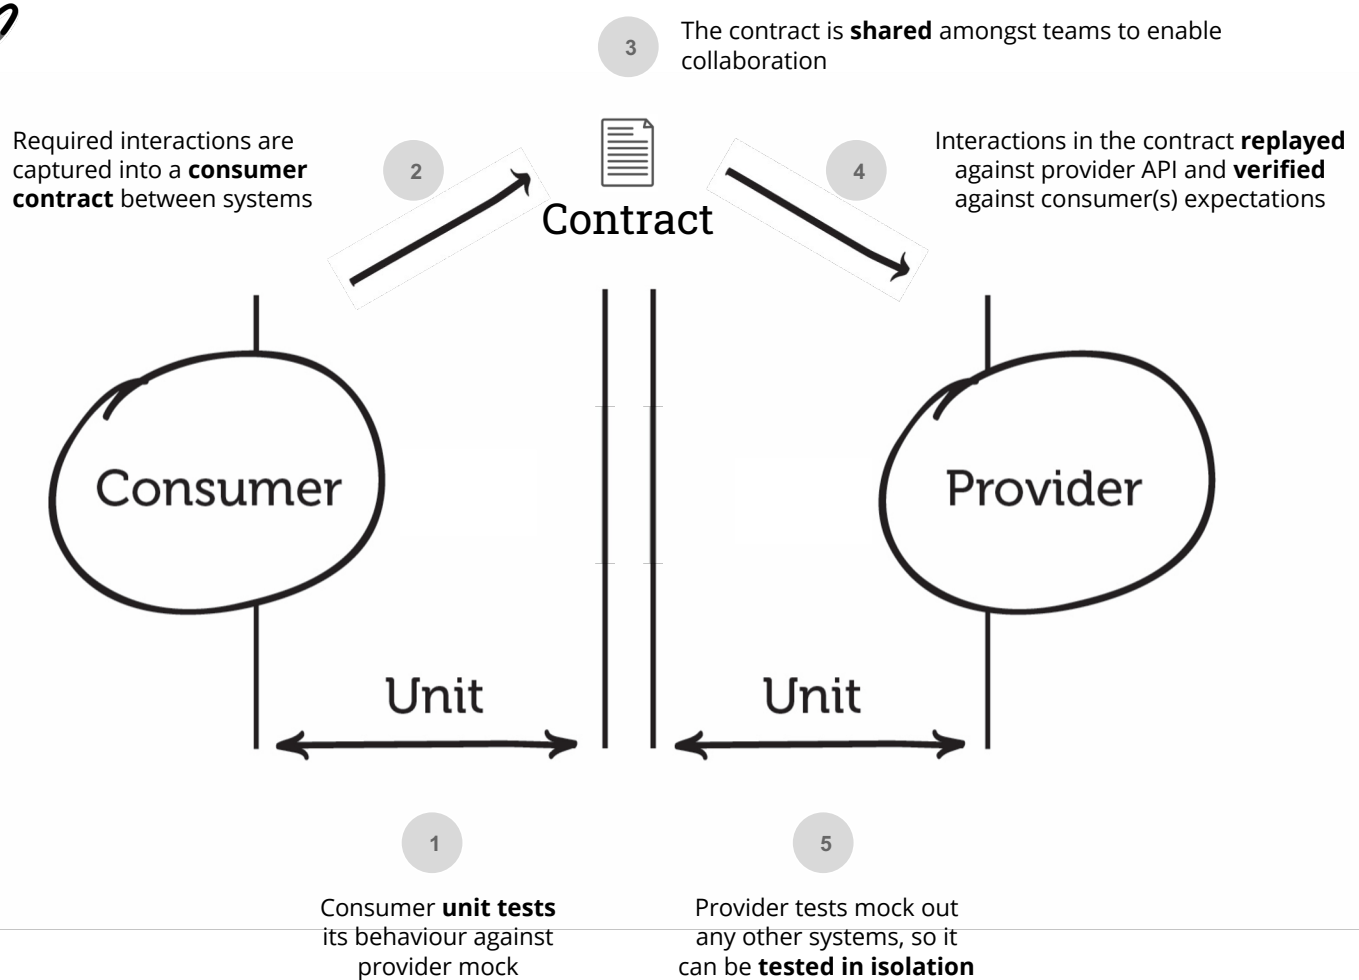 3
The contract is shared amongst teams to enable
collaboration
Required interactions are
captured into a consumer
contract between systems
2
Contract
4
Interactions in the contract replayed
against provider API and verified
against consumer(s) expectations
Consumer
Provider
Unit
Unit
1
Consumer unit tests
its behaviour against
provider mock
5
Provider tests mock out
any other systems, so it
can be tested in isolation